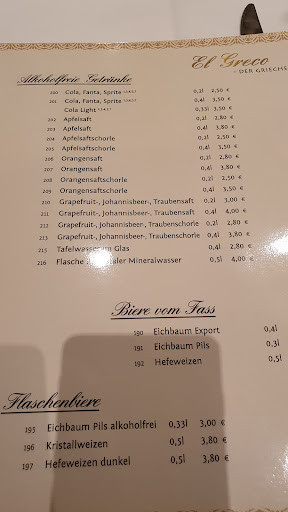 El Greco
- DER GRIECHE
Alkoholfreie Getränke
200 Cola, Fanta, Sprite 0,2l 2,50 €
201 Cola, Fanta, Sprite 0,4l 3,50 €
Cola Light 0,33l 3,50 €
202 Apfelsaft 0,2l 2,50 €
203 Apfelsaft 0,4l 3,80 €
204 Apfelsaftschorle 0,2l 2,50 €
205 Apfelsaftschorle 0,4l 3,50 €
206 Orangensaft 0,2l 2,50 €
207 Orangensaft 0,4l 3,80 €
208 Orangensaftschorle 0,2l 2,50 €
209 Orangensaftschorle 0,4l 3,50 €
210 Grapefruit-, Johannisbeer-, Traubensaft 0,2l 3,00 €
211 Grapefruit-, Johannisbeer-, Traubensaft 0,4l 4,00 €
212 Grapefruit-, Johannisbeer-, Traubenschorle 0,2l 2,80 €
213 Grapefruit-, Johannisbeer-, Traubenschorle 0,4l 3,80 €
215 Tafelwasser im Glas 0,4l 2,80 €
216 Flasche Mineralwasser 0,5l 4,00 €
Biere vom Fass
190 Eichbaum Export 0,4l
191 Eichbaum Pils 0,3l
192 Hefeweizen 0,5l
Flaschenbiere
195 Eichbaum Pils alkoholfrei 0,33l 3,00 €
196 Kristallweizen 0,5l 3,80 €
197 Hefeweizen dunkel 0,5l 3,80 €